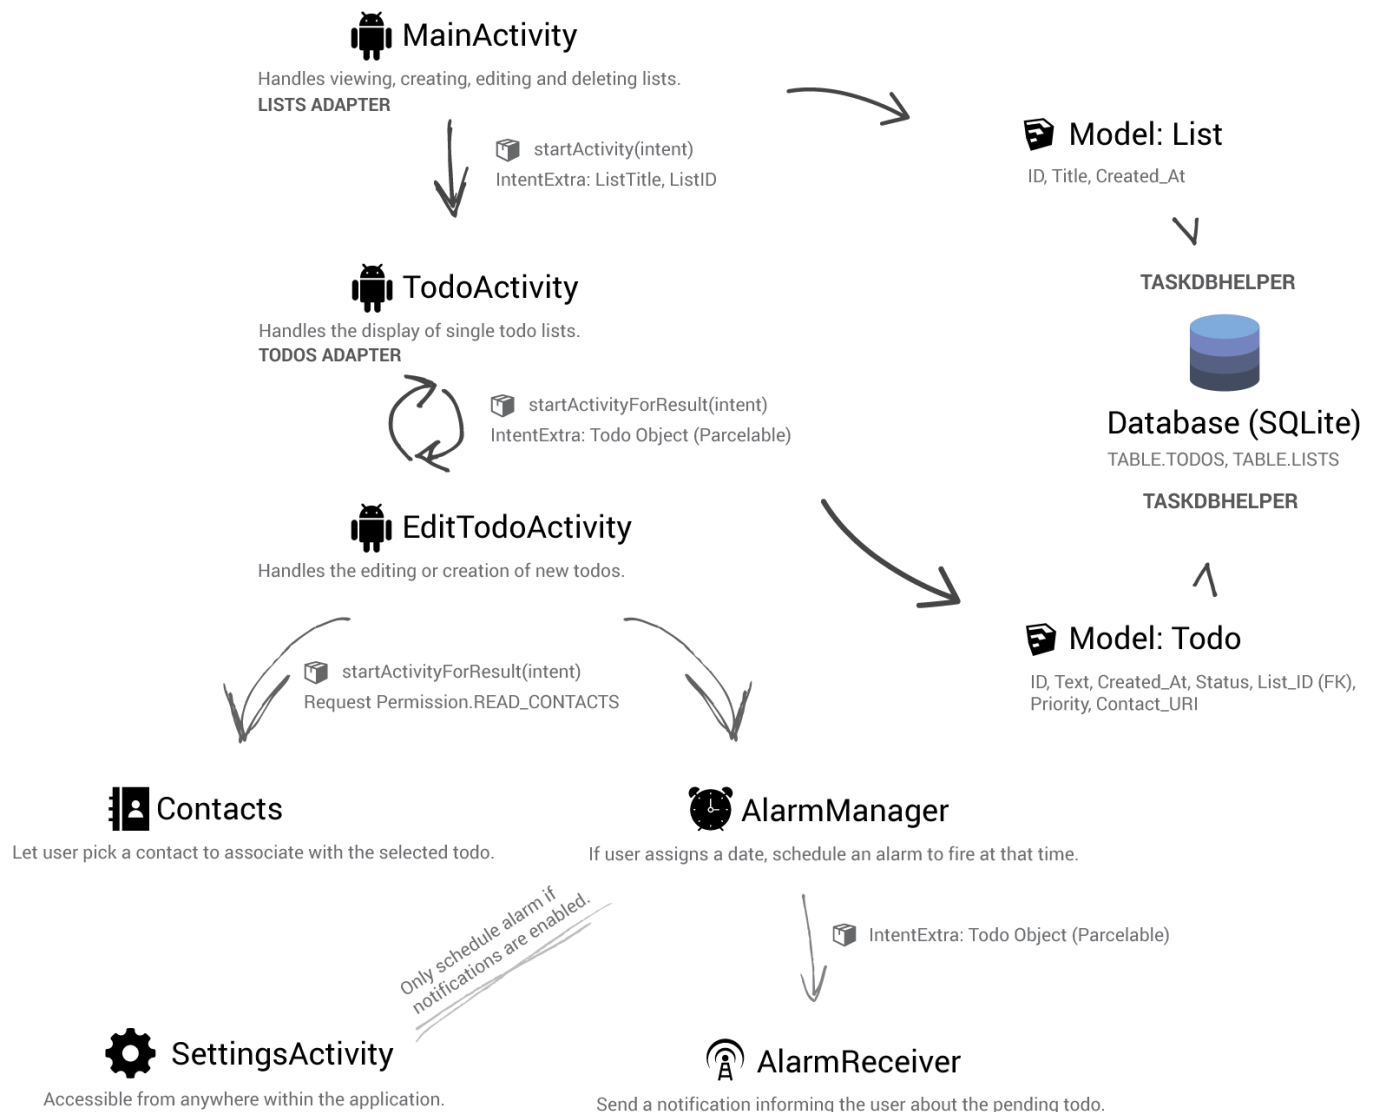 MainActivity
Handles viewing, creating, editing and deleting lists.
LISTS ADAPTER
startActivity(intent)
IntentExtra: ListTitle, ListID
Model: List
ID, Title, Created_At
TASKDBHELPER
TodoActivity
Handles the display of single todo lists.
TODOS ADAPTER
startActivityForResult(intent)
IntentExtra: Todo Object (Parcelable)
Database (SQLite)
TABLE.TODOS, TABLE.LISTS
TASKDBHELPER
EditTodoActivity
Handles the editing or creation of new todos.
Model: Todo
ID, Text, Created_At, Status, List_ID (FK),
Priority, Contact_URI
startActivityForResult(intent)
Request Permission.READ_CONTACTS
Contacts
Let user pick a contact to associate with the selected todo.
AlarmManager
If user assigns a date, schedule an alarm to fire at that time.
Only schedule alarm if
notifications are enabled.
IntentExtra: Todo Object (Parcelable)
SettingsActivity
Accessible from anywhere within the application.
AlarmReceiver
Send a notification informing the user about the pending todo.